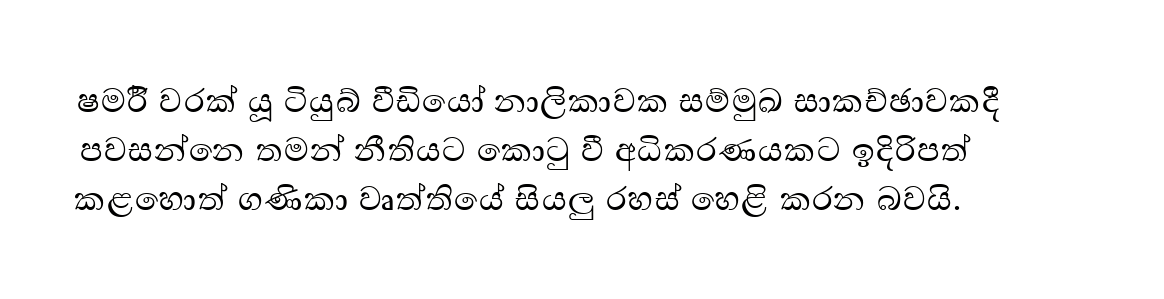 ෂමරී වරක් යූ ටියුබ් වීඩියෝ නාලිකාවක සම්මුඛ සාකච්ඡාවකදී
පවසන්නෙ තමන් නීතියට කොටු වී අධිකරණයකට ඉදිරිපත්
කළහොත් ගණිකා වෘත්තියේ සියලු රහස් හෙළි කරන බවයි.